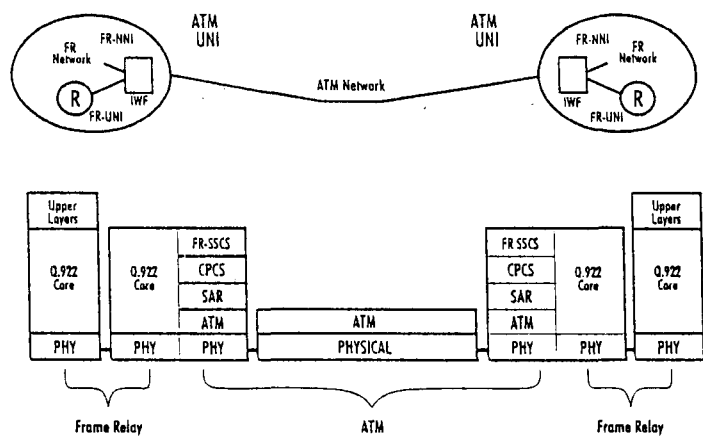 ATM
UNI
FR-NNI
FR
Network
R
IWF
FR-UNI
ATM Network
ATM
UNI
FR-NNI
FR
Network
IWF
R
FR-UNI
Upper
Layers
Q.922
Core
PHY
Q.922
Core
FR-SSCS
CPCS
SAR
ATM
PHY
PHY
ATM
PHYSICAL
FR SSCS
CPCS
SAR
ATM
PHY
Q.922
Core
PHY
Upper
Layers
Q.922
Core
PHY
Frame Relay
ATM
Frame Relay